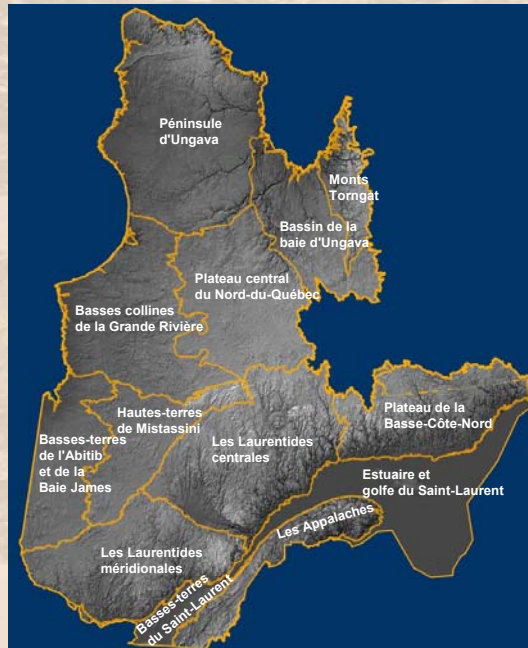 Péninsule
d'Ungava
Monts
Torngat
Bassin de la
baie d'Ungava
Plateau central
du Nord-du-Québec
Basses collines
de la Grande Rivière
Hautes-terres
de Mistassini
Plateau de la
Basse-Côte-Nord
Basses-terres
de l'Abitib
et de la
Baie James
Les Laurentides
centrales
Estuaire et
golfe du Saint-Laurent
Les Appalaches
Les Laurentides
méridionales
Basses-terres
du Saint-Laurent